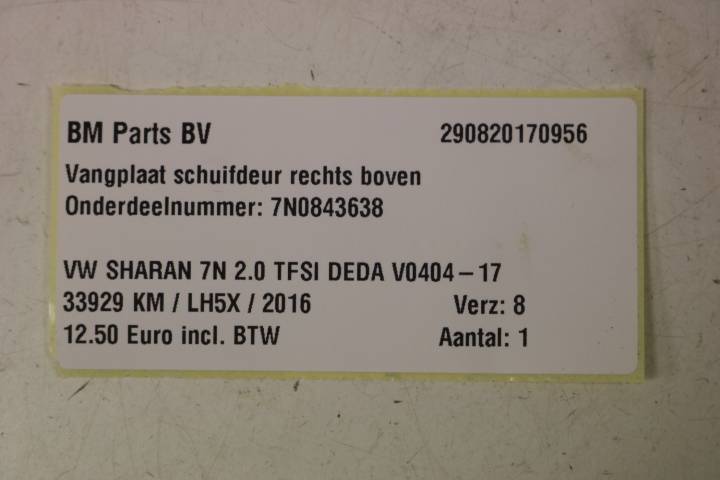 BM Parts BV 290820170956
Vangplaat schuifdeur rechts boven
Onderdeelnummer: 7N0843638
VW SHARAN 7N 2.0 TFSI DEDA V0404-17
33929 KM / LH5X / 2016 Verz: 8
12.50 Euro incl. BTW Aantal: 1